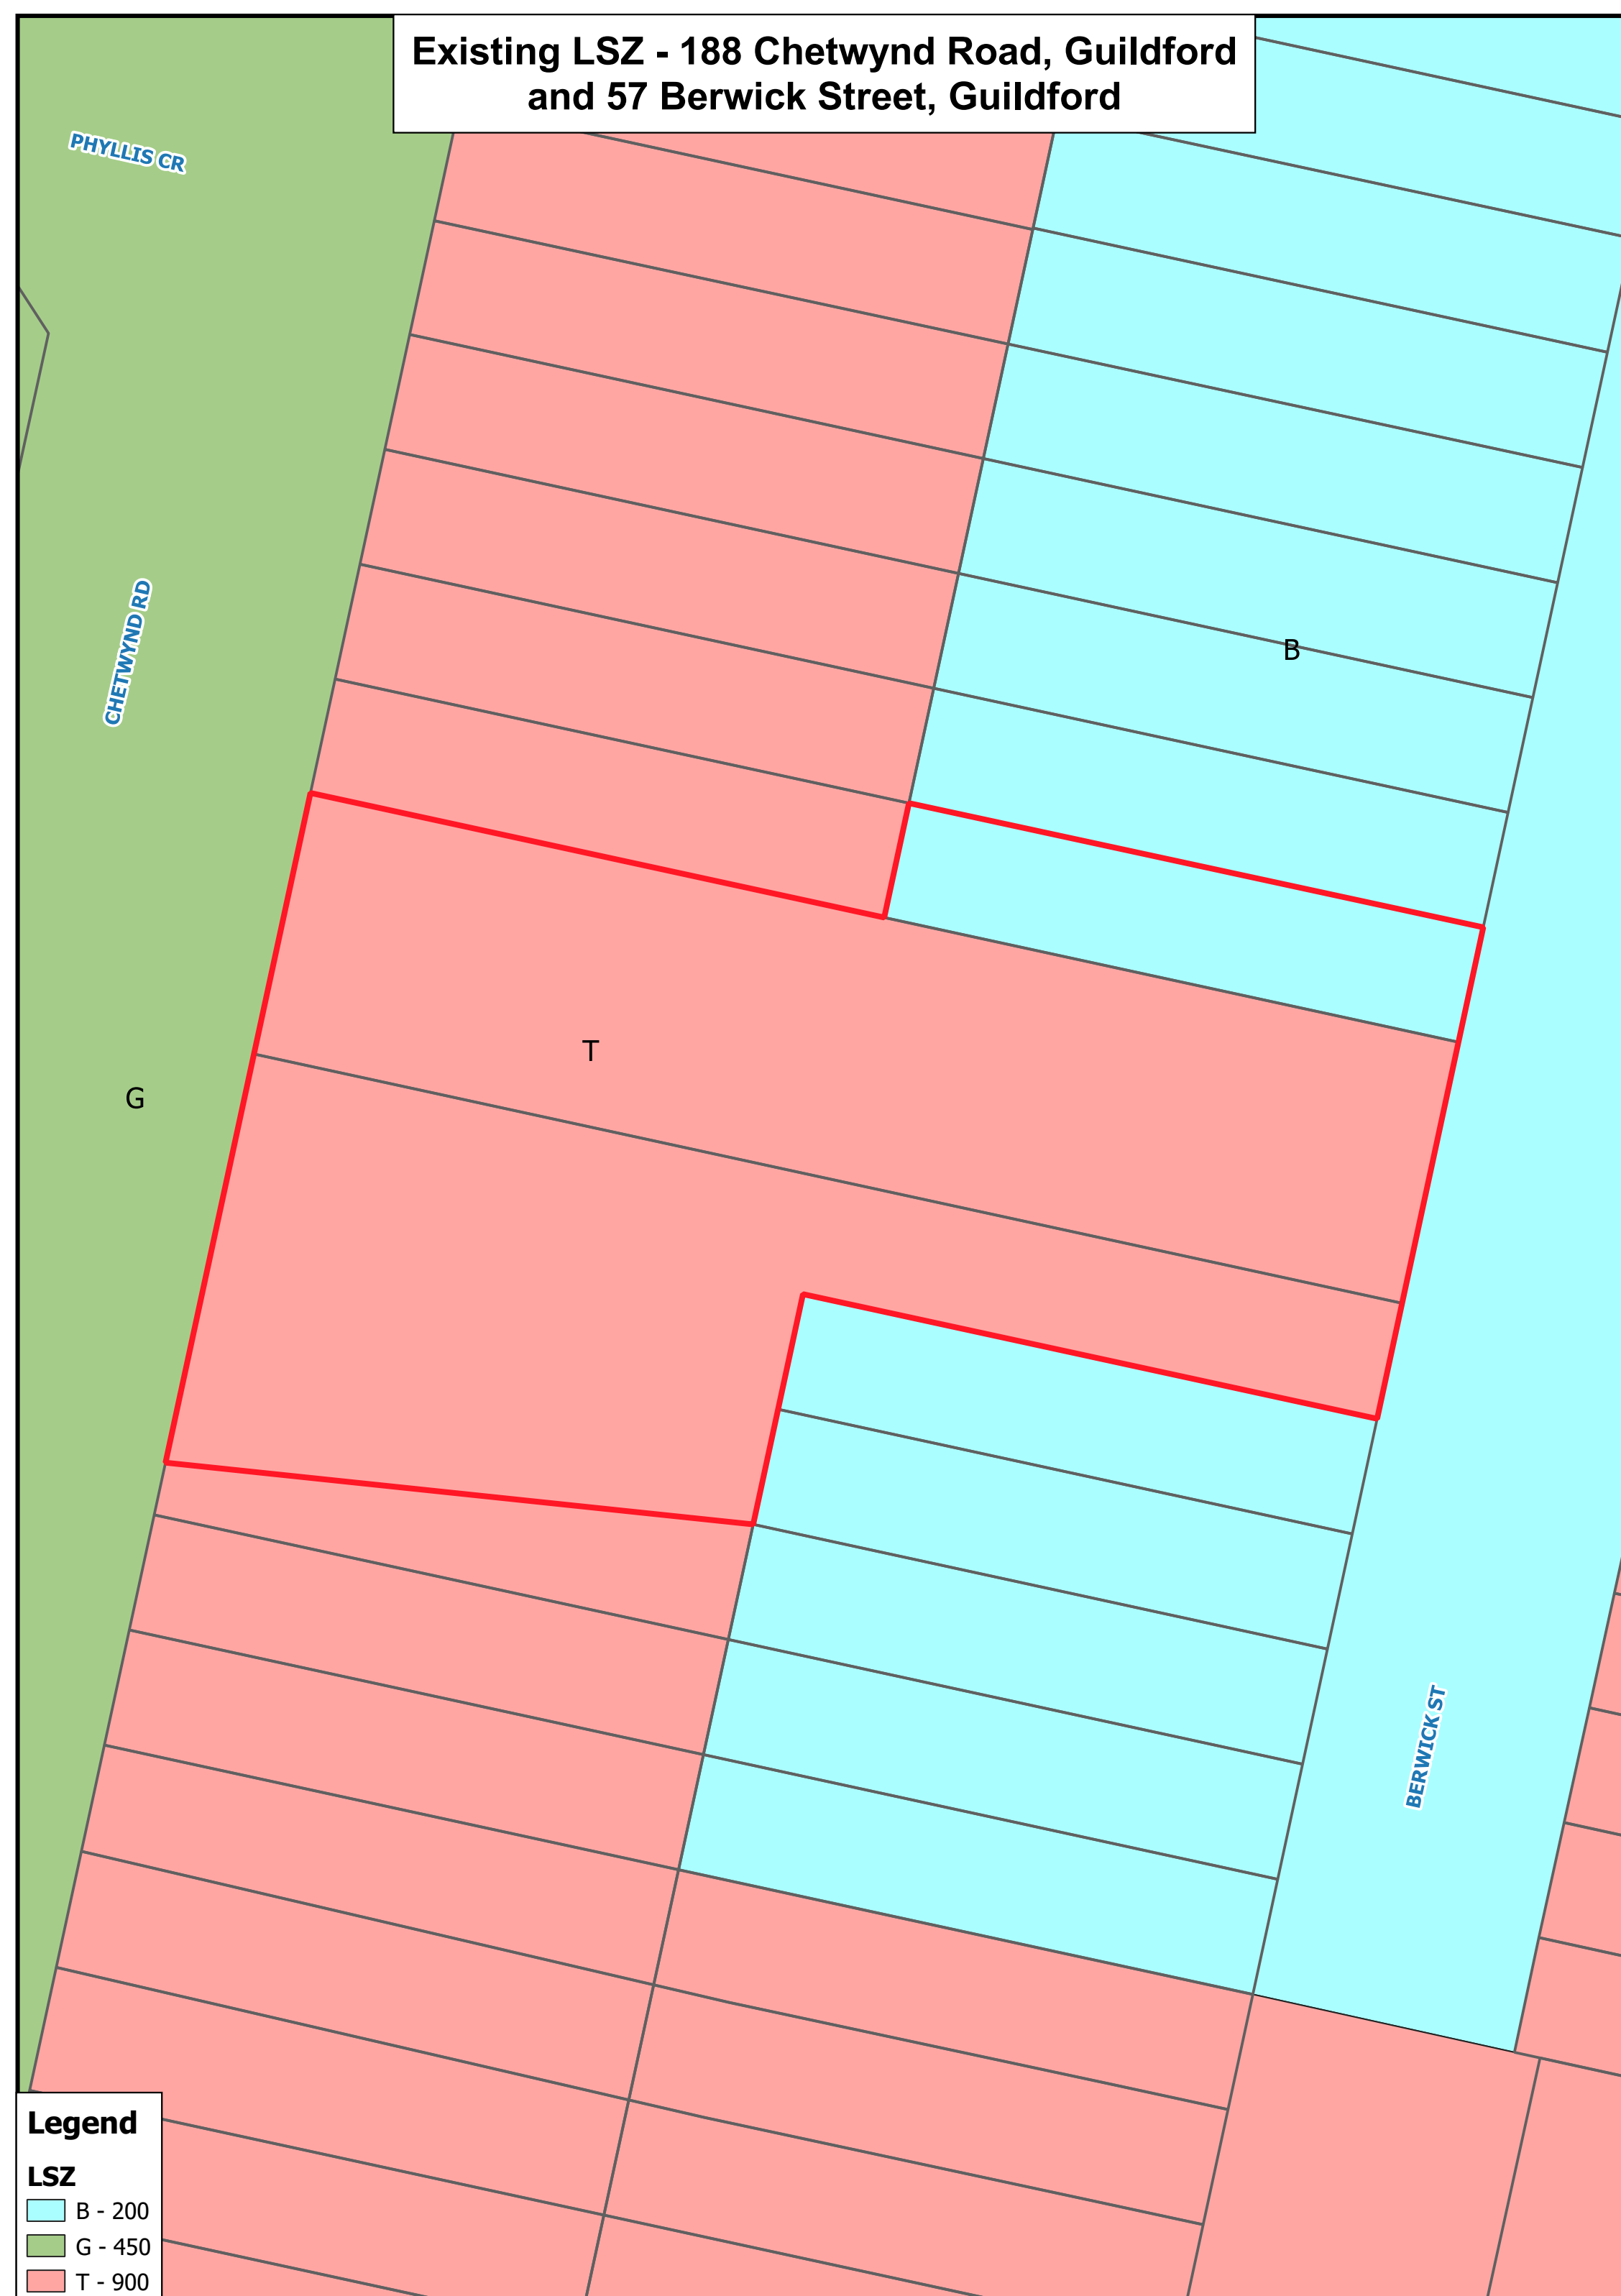 Existing LSZ - 188 Chetwynd Road, Guildford
and 57 Berwick Street, Guildford
PHYLLIS CR
CHETWYND RD
B
T
G
BERWICK ST
Legend
LSZ
B - 200
G - 450
T - 900